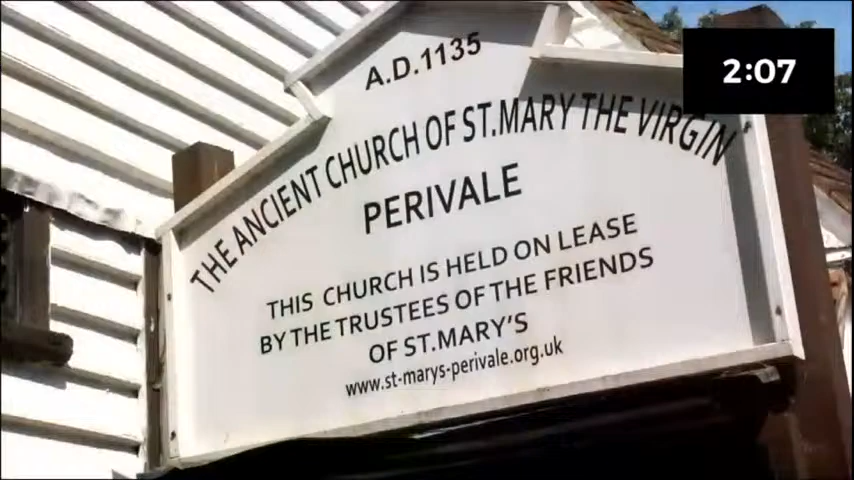 A.D.1135
THE ANCIENT CHURCH OF ST.MARY THE VIRGIN
PERIVALE
THIS CHURCH IS HELD ON LEASE
BY THE TRUSTEES OF THE FRIENDS
OF ST.MARY'S
www.st-marys-perivale.org.uk
2:07